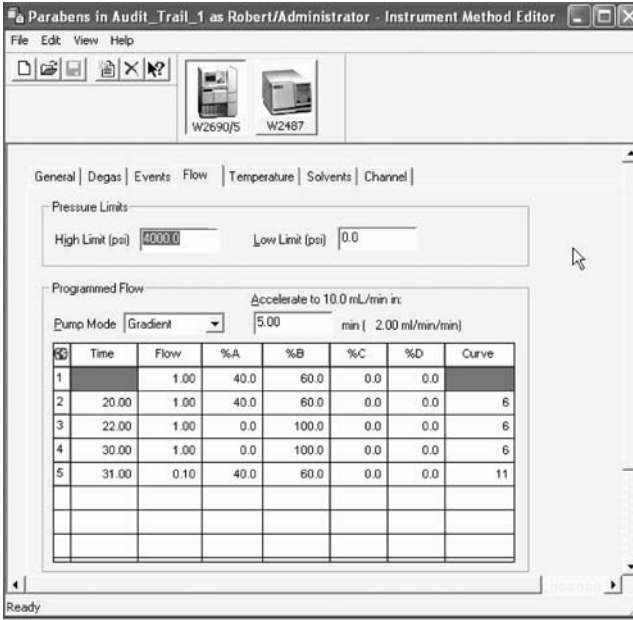 Parabens in Audit_Trail_1 as Robert/Administrator - Instrument Method Editor
File Edit View Help
W2690/5 W2487
General Degas Events Flow Temperature Solvents Channel
Pressure Limits
High Limit (psi) 4000.0 Low Limit (psi) 0.0
Programmed Flow
Accelerate to 10.0 mL/min in:
Pump Mode Gradient 5.00 min ( 2.00 ml/min/min)
Time Flow %A %B %C %D Curve
1 1.00 40.0 60.0 0.0 0.0
2 20.00 1.00 40.0 60.0 0.0 0.0 6
3 22.00 1.00 0.0 100.0 0.0 0.0 6
4 30.00 1.00 0.0 100.0 0.0 0.0 6
5 31.00 0.10 40.0 60.0 0.0 0.0 11
Ready